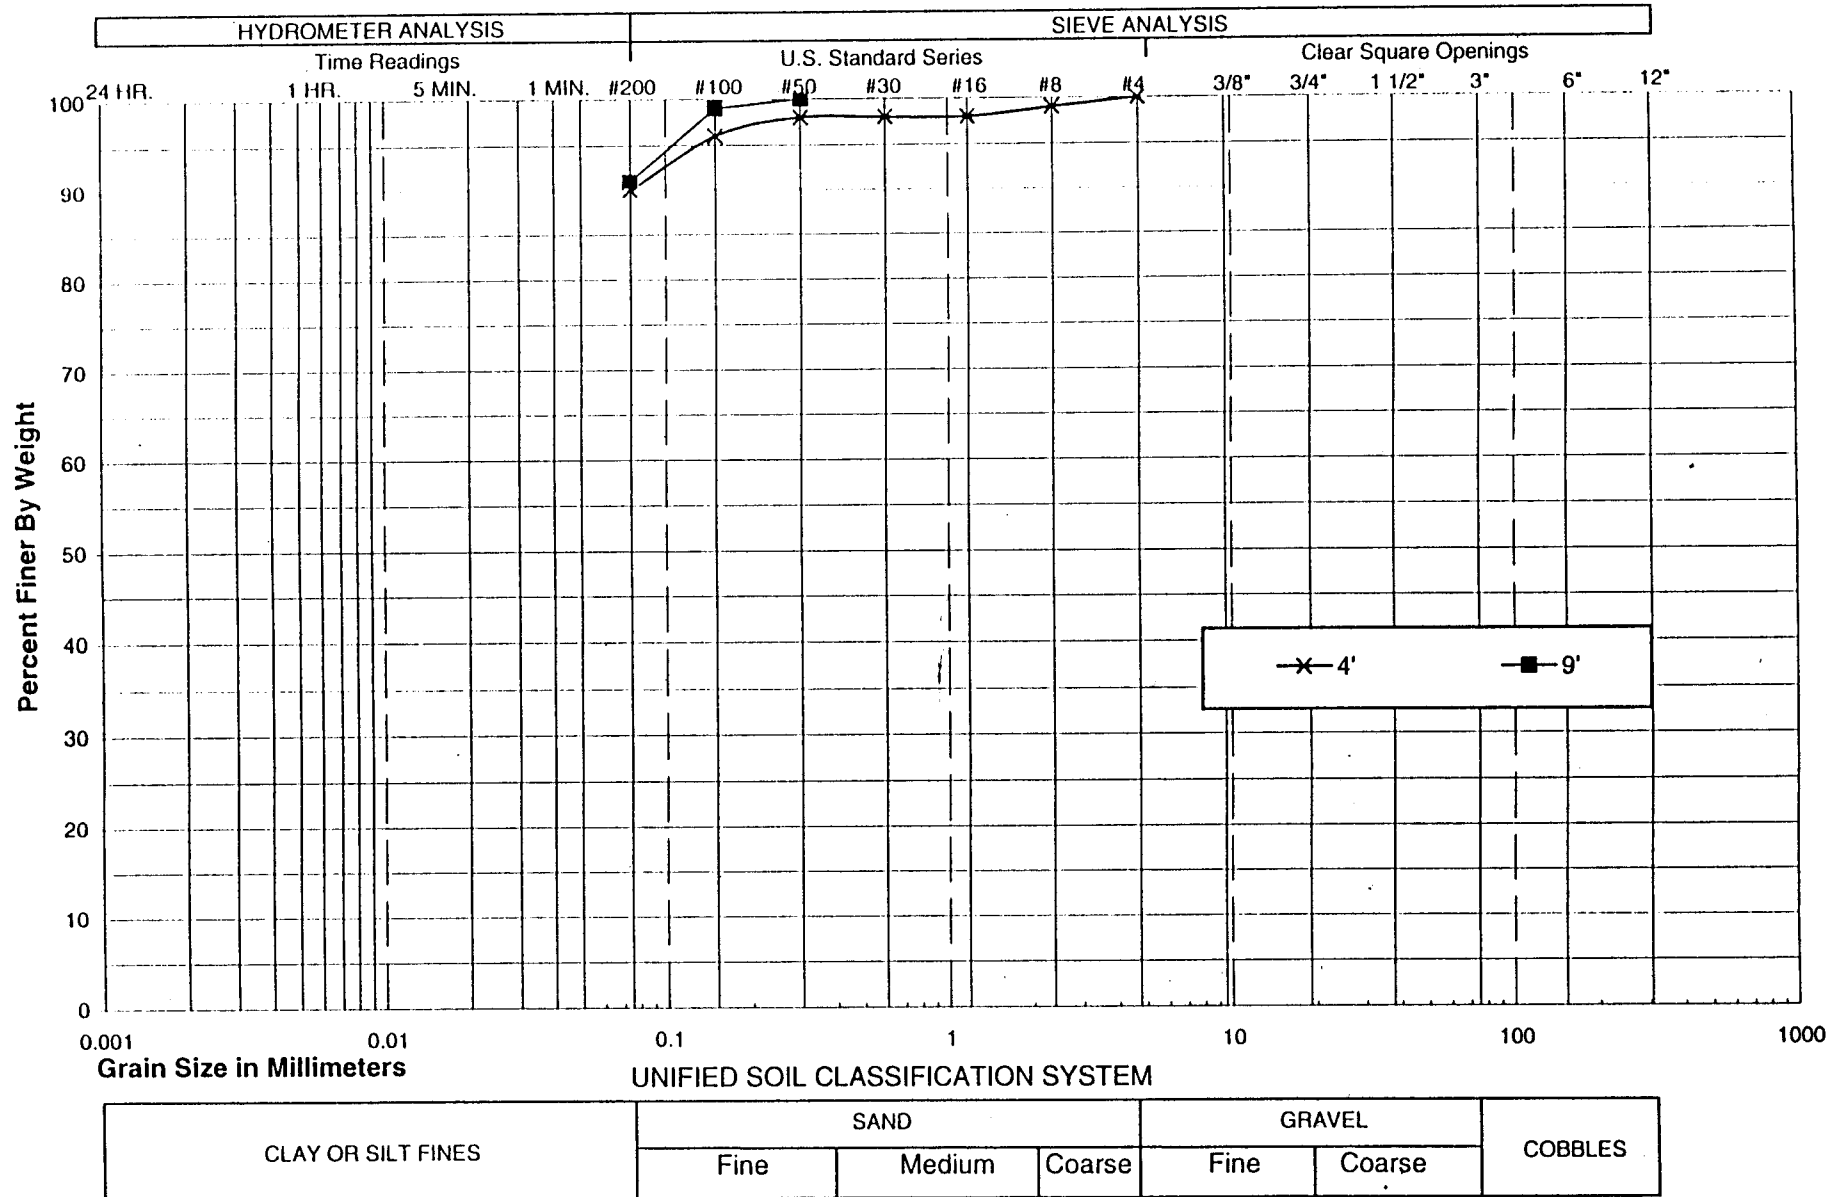 HYDROMETER ANALYSIS SIEVE ANALYSIS
Time Readings U.S. Standard Series Clear Square Openings
24 HR. 1 HR. 5 MIN. 1 MIN. #200 #100 #50 #30 #16 #8 #4 3/8" 3/4" 1 1/2" 3" 6" 12"
100
90
80
70
60
50
40
30
20
10
0
Percent Finer By Weight
4' 9'
0.001 0.01 0.1 1 10 100 1000
Grain Size in Millimeters
UNIFIED SOIL CLASSIFICATION SYSTEM
CLAY OR SILT FINES SAND GRAVEL COBBLES
Fine Medium Coarse Fine Coarse